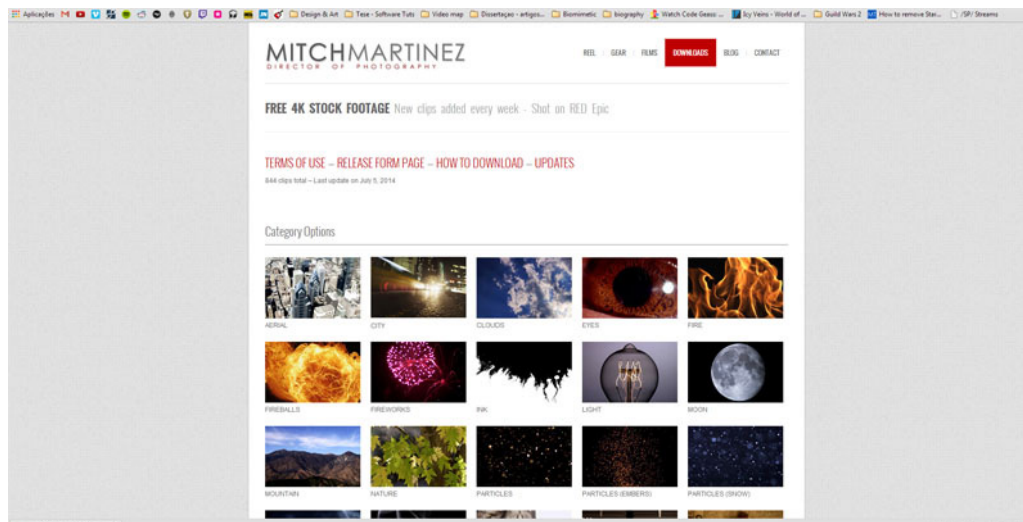 Aplicações Design & Art Tese - Software Tuts Video map Dissertaçao - artigos... Biomimetic biography Watch Code Geass: ... Icy Veins - World of ... Guild Wars 2 How to remove Star... /SP/ Streams
MITCHMARTINEZ
DIRECTOR OF PHOTOGRAPHY
REEL GEAR FILMS DOWNLOADS BLOG CONTACT
FREE 4K STOCK FOOTAGE New clips added every week - Shot on RED Epic
TERMS OF USE – RELEASE FORM PAGE – HOW TO DOWNLOAD – UPDATES
844 clips total – Last update on July 5, 2014
Category Options
AERIAL CITY CLOUDS EYES FIRE
FIREBALLS FIREWORKS INK LIGHT MOON
MOUNTAIN NATURE PARTICLES PARTICLES (EMBERS) PARTICLES (SNOW)